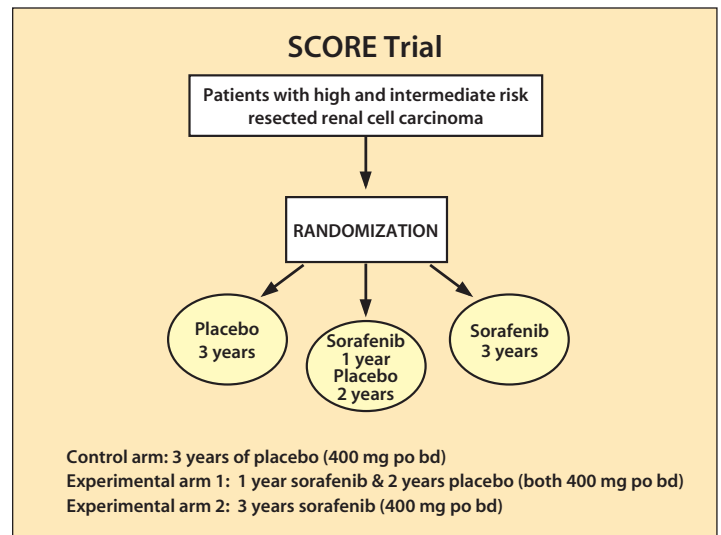 SCORE Trial
Patients with high and intermediate risk
resected renal cell carcinoma
RANDOMIZATION
Placebo
3 years
Sorafenib
1 year
Placebo
2 years
Sorafenib
3 years
Control arm: 3 years of placebo (400 mg po bd)
Experimental arm 1: 1 year sorafenib & 2 years placebo (both 400 mg po bd)
Experimental arm 2: 3 years sorafenib (400 mg po bd)